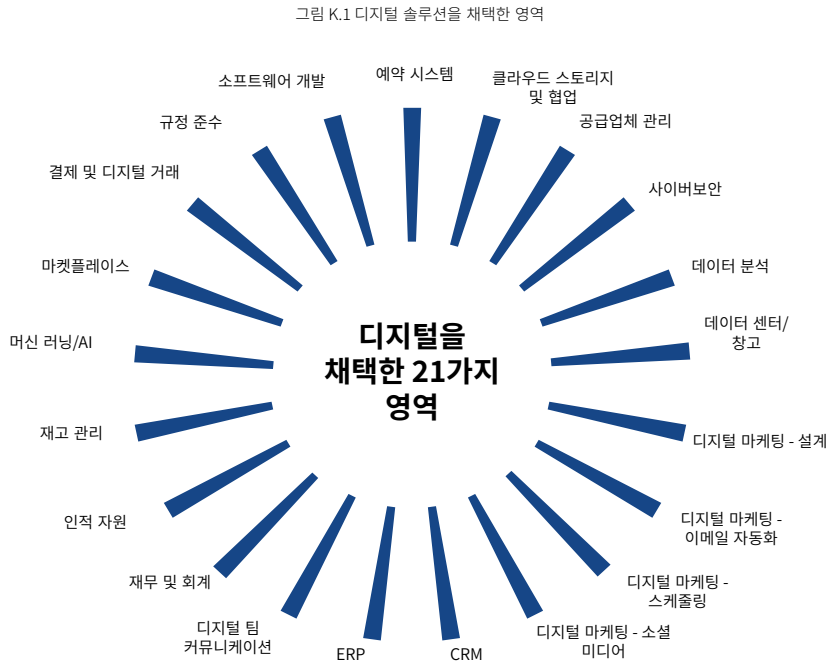 그림 K.1 디지털 솔루션을 채택한 영역
예약 시스템
클라우드 스토리지
및 협업
공급업체 관리
사이버보안
데이터 분석
데이터 센터/
창고
디지털 마케팅 - 설계
디지털 마케팅 -
이메일 자동화
디지털 마케팅 -
스케줄링
디지털 마케팅 - 소셜
미디어
CRM
ERP
디지털 팀
커뮤니케이션
재무 및 회계
인적 자원
재고 관리
머신 러닝/AI
마켓플레이스
결제 및 디지털 거래
규정 준수
소프트웨어 개발
디지털을
채택한 21가지
영역